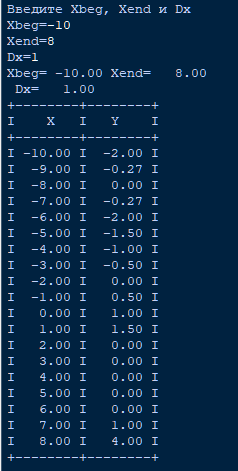 Введите Xbeg, Xend и Dx
Xbeg=-10
Xend=8
Dx=1
Xbeg= -10.00 Xend=   8.00
 Dx=   1.00
+--------+--------+
I    X   I   Y    I
+--------+--------+
I -10.00 I  -2.00 I
I  -9.00 I  -0.27 I
I  -8.00 I   0.00 I
I  -7.00 I  -0.27 I
I  -6.00 I  -2.00 I
I  -5.00 I  -1.50 I
I  -4.00 I  -1.00 I
I  -3.00 I  -0.50 I
I  -2.00 I   0.00 I
I  -1.00 I   0.50 I
I   0.00 I   1.00 I
I   1.00 I   1.50 I
I   2.00 I   0.00 I
I   3.00 I   0.00 I
I   4.00 I   0.00 I
I   5.00 I   0.00 I
I   6.00 I   0.00 I
I   7.00 I   1.00 I
I   8.00 I   4.00 I
+--------+--------+